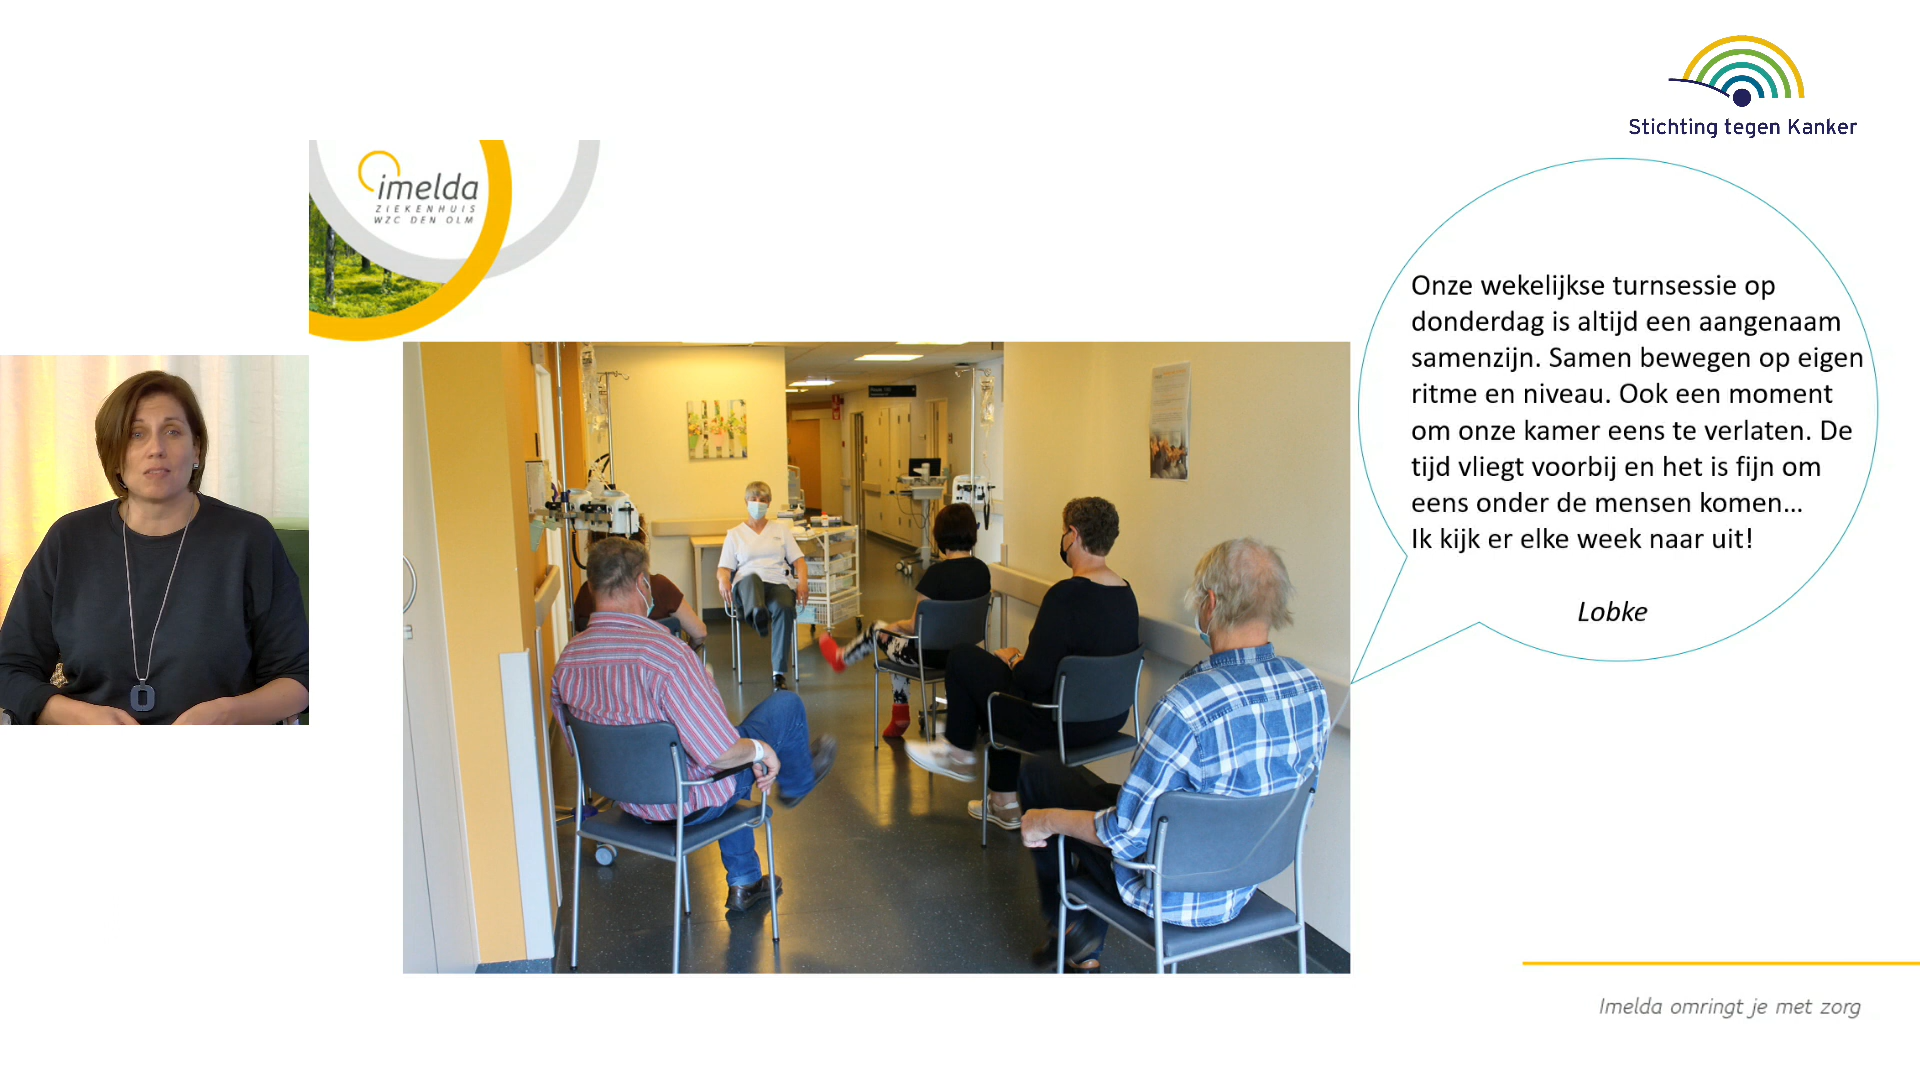 Stichting tegen Kanker
imelda
ZIEKENHUIS
WZC DEN OLM
Onze wekelijkse turnsessie op
donderdag is altijd een aangenaam
samenzijn. Samen bewegen op eigen
ritme en niveau. Ook een moment
om onze kamer eens te verlaten. De
tijd vliegt voorbij en het is fijn om
eens onder de mensen komen...
Ik kijk er elke week naar uit!
Lobke
Imelda omringt je met zorg